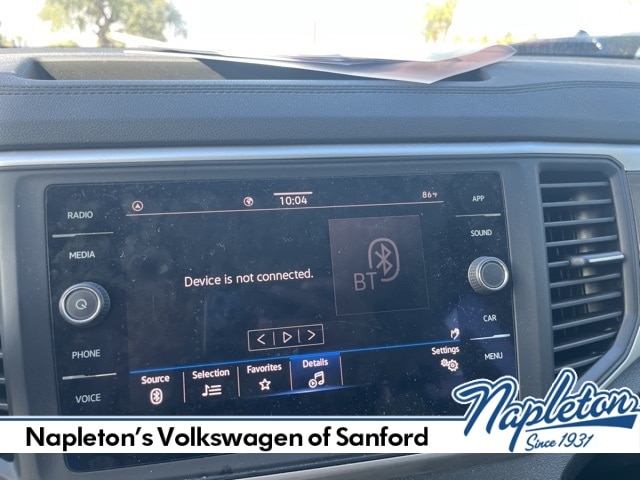 10:04
86°F
RADIO
MEDIA
PHONE
VOICE
APP
SOUND
CAR
MENU
Device is not connected.
BT
Source
Selection
Favorites
Details
Settings
Napleton's Volkswagen of Sanford
Napleton
Since 1931